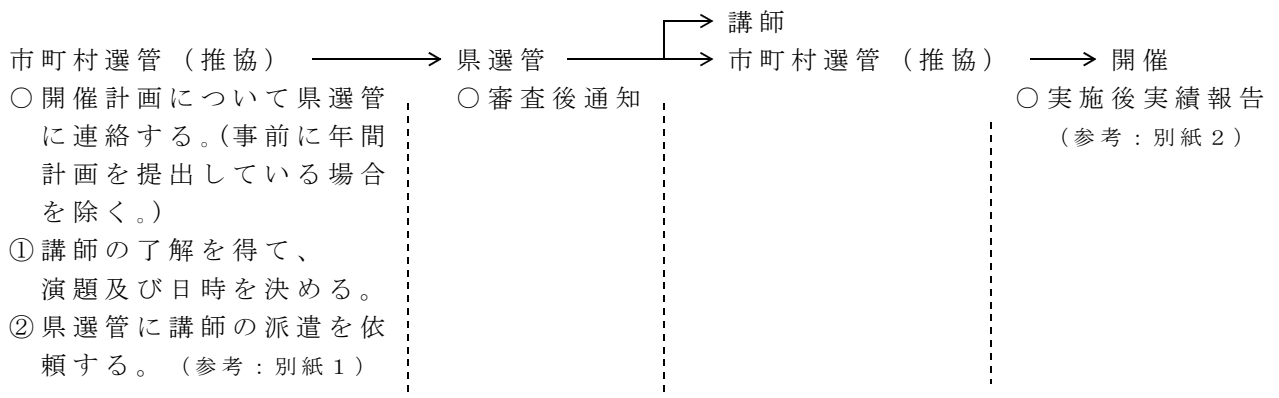 講師
市町村選管（推協） 県選管 市町村選管（推協） 開催
○開催計画について県選管
に連絡する。（事前に年間
計画を提出している場合
を除く。）
①講師の了解を得て、
演題及び日時を決める。
②県選管に講師の派遣を依
頼する。（参考：別紙１）
○審査後通知
○実施後実績報告
（参考：別紙２）